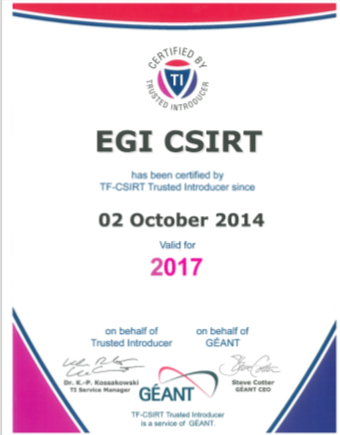 CERTIFIED BY
TI
TRUSTED INTRODUCER
EGI CSIRT
has been certified by
TF-CSIRT Trusted Introducer since
02 October 2014
Valid for
2017
on behalf of
Trusted Introducer
on behalf of
GÉANT
Dr. K.-P. Kossakowski
TI Service Manager
GÉANT
Steve Cotter
GÉANT CEO
TF-CSIRT Trusted Introducer
is a service of GÉANT.